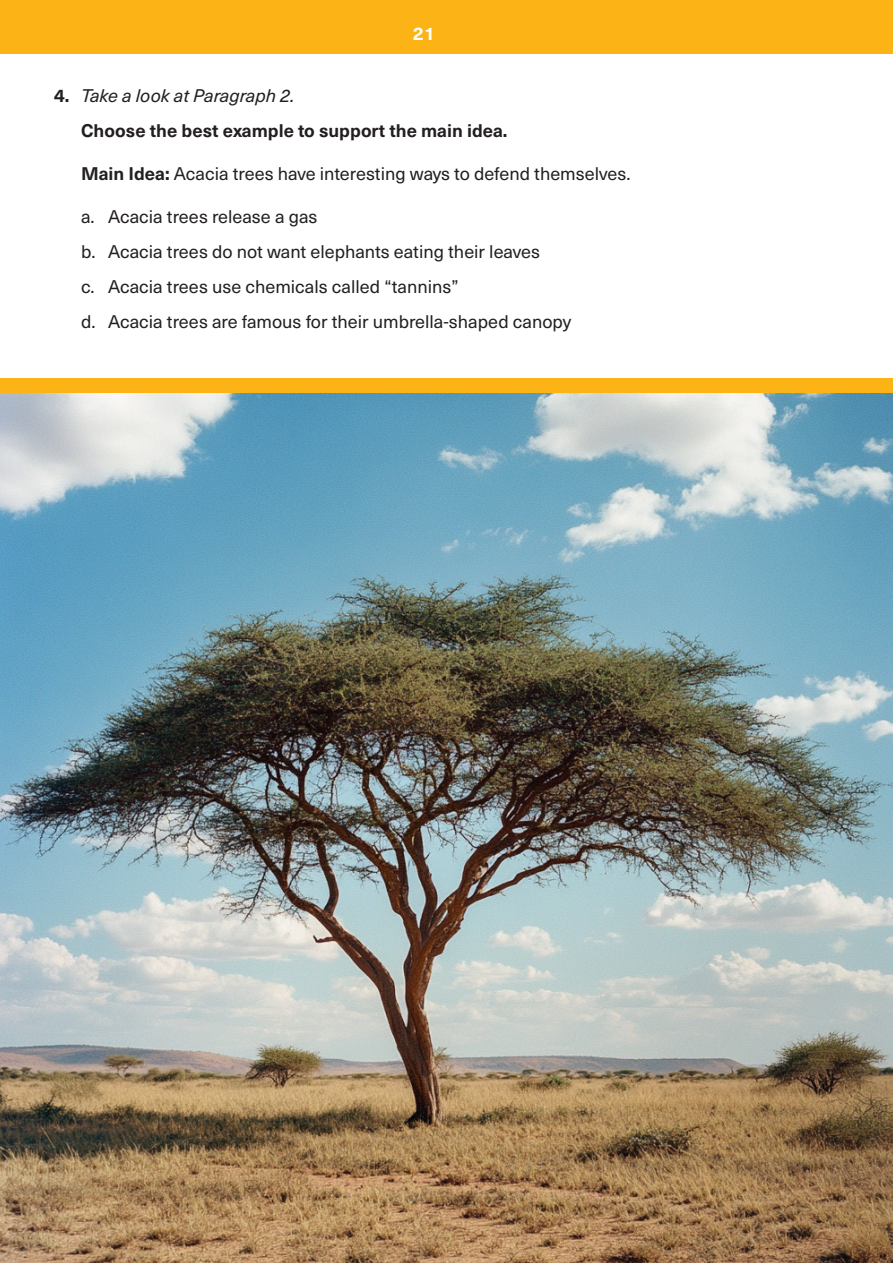 21
4. Take a look at Paragraph 2.
Choose the best example to support the main idea.
Main Idea: Acacia trees have interesting ways to defend themselves.
a. Acacia trees release a gas
b. Acacia trees do not want elephants eating their leaves
c. Acacia trees use chemicals called “tannins”
d. Acacia trees are famous for their umbrella-shaped canopy